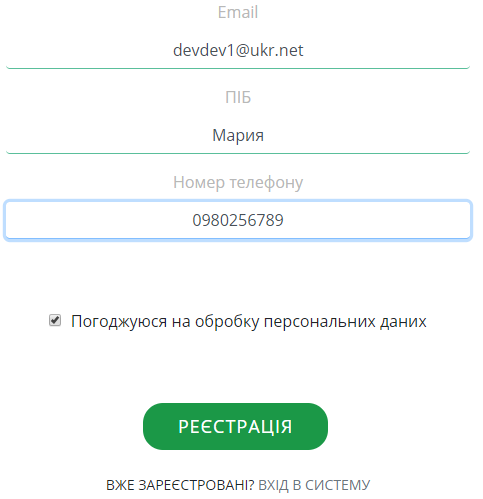 Email
devdev1@ukr.net
ПІБ
Мария
Номер телефону
0980256789
Погоджуюся на обробку персональних даних
РЕЄСТРАЦІЯ
ВЖЕ ЗАРЕЄСТРОВАНІ? ВХІД В СИСТЕМУ